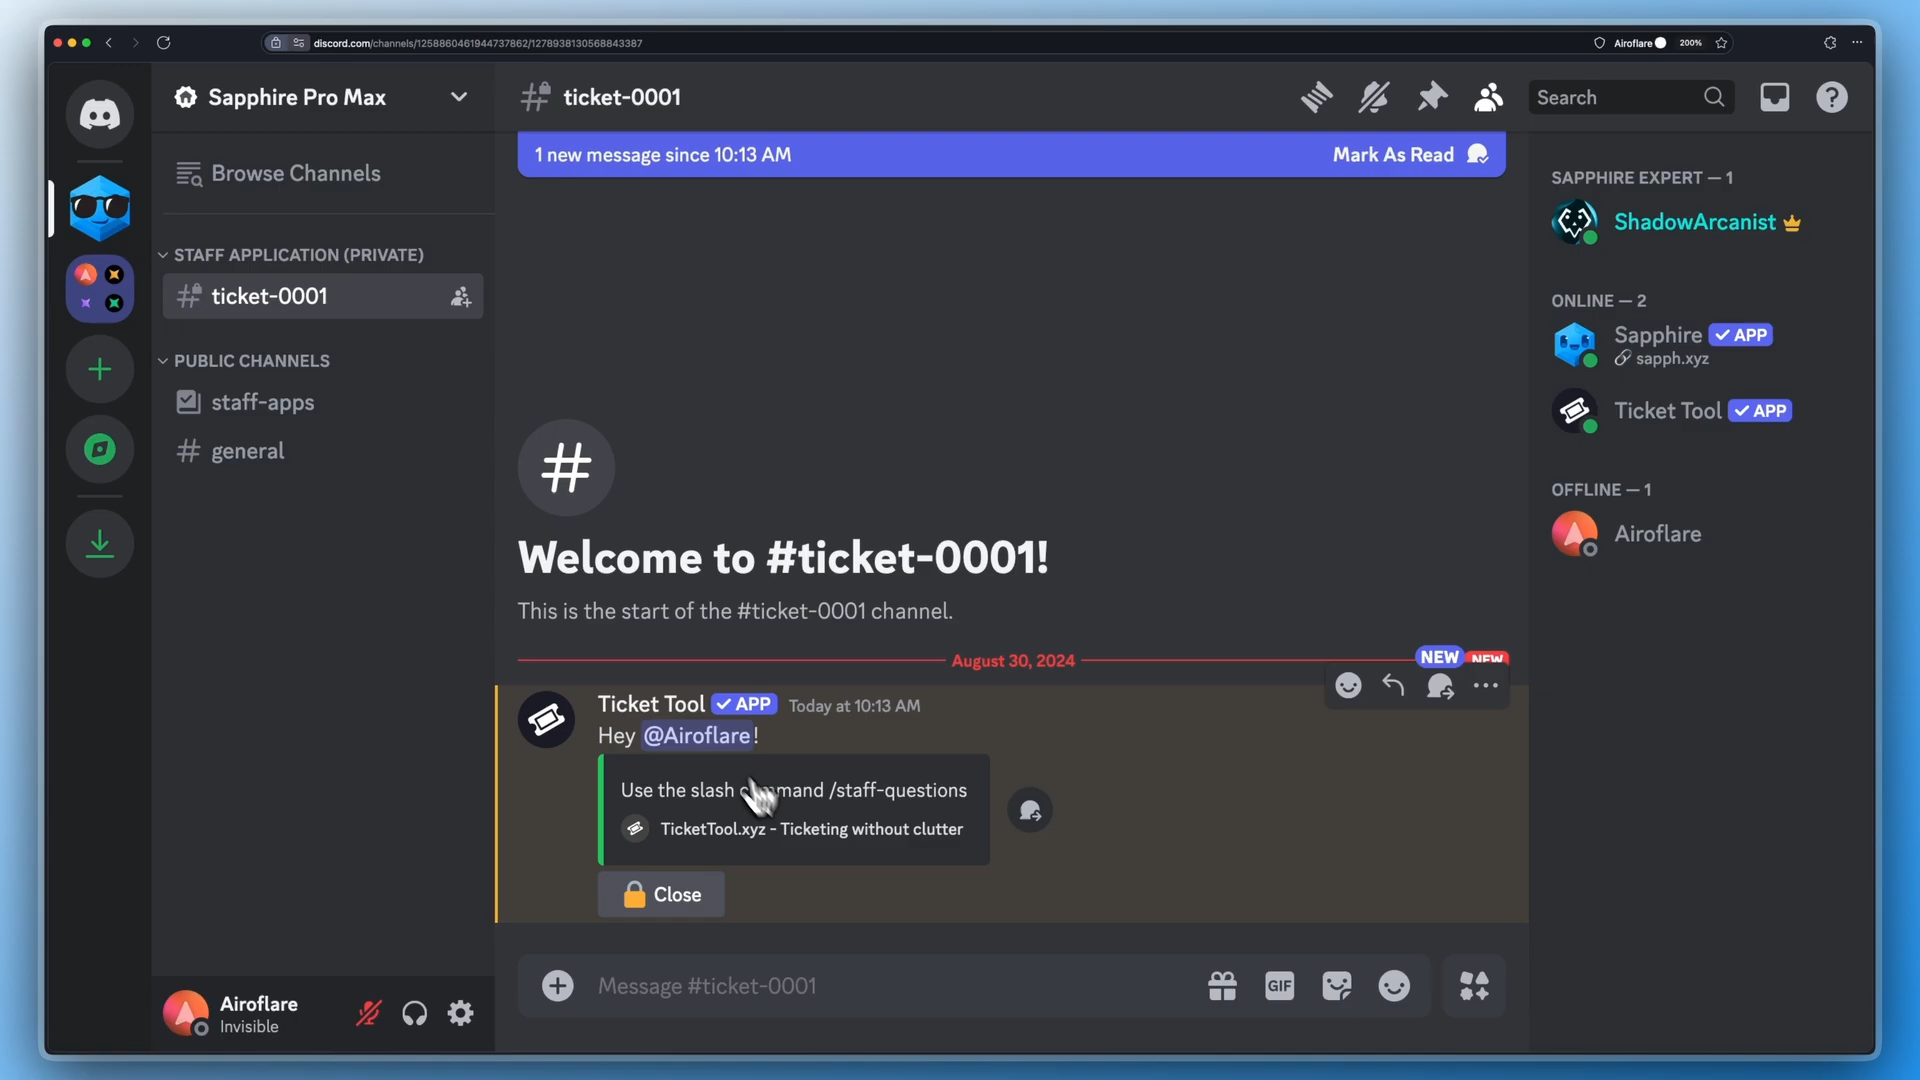 discord.com/channels/1258860461944737862/1278938130568843387
Airoflare
200%
Sapphire Pro Max
ticket-0001
Search
Browse Channels
1 new message since 10:13 AM
Mark As Read
STAFF APPLICATION (PRIVATE)
ticket-0001
PUBLIC CHANNELS
staff-apps
general
Welcome to #ticket-0001!
This is the start of the #ticket-0001 channel.
August 30, 2024
NEW
NEW
Ticket Tool ✓ APP Today at 10:13 AM
Hey @Airoflare!
Use the slash command /staff-questions
TicketTool.xyz - Ticketing without clutter
Close
Message #ticket-0001
GIF
Airoflare
Invisible
SAPPHIRE EXPERT — 1
ShadowArcanist
ONLINE — 2
Sapphire ✓ APP
sapph.xyz
Ticket Tool ✓ APP
OFFLINE — 1
Airoflare